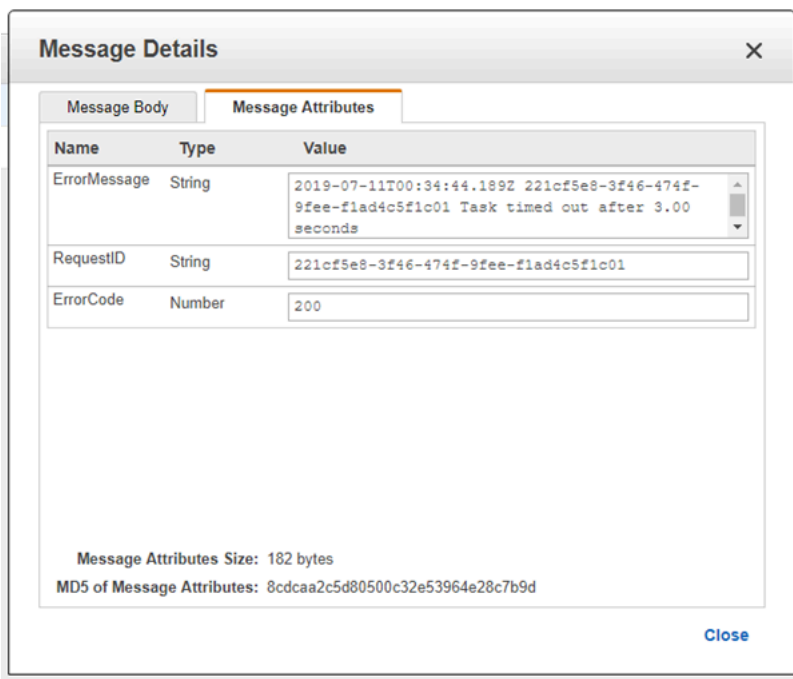 Message Details
Message Body Message Attributes
Name Type Value
ErrorMessage String 2019-07-11T00:34:44.189Z 221cf5e8-3f46-474f-
9fee-f1ad4c5f1c01 Task timed out after 3.00
seconds
RequestID String 221cf5e8-3f46-474f-9fee-f1ad4c5f1c01
ErrorCode Number 200
Message Attributes Size: 182 bytes
MD5 of Message Attributes: 8cdcaa2c5d80500c32e53964e28c7b9d
Close